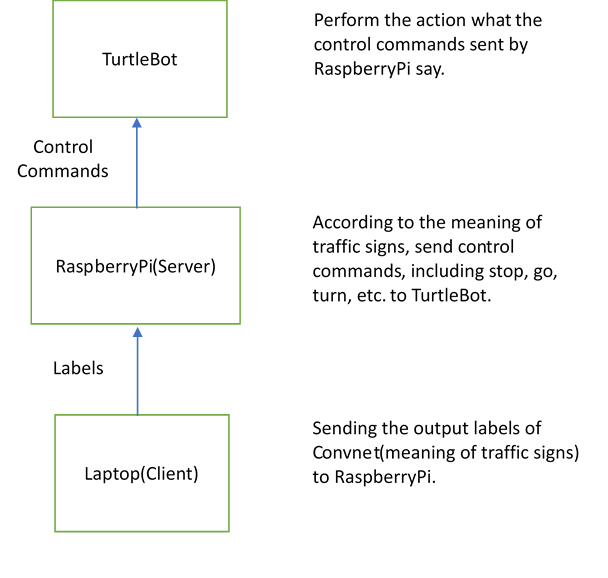 TurtleBot
Perform the action what the
control commands sent by
RaspberryPi say.
Control
Commands
RaspberryPi(Server)
According to the meaning of
traffic signs, send control
commands, including stop, go,
turn, etc. to TurtleBot.
Labels
Laptop(Client)
Sending the output labels of
Convnet(meaning of traffic signs)
to RaspberryPi.